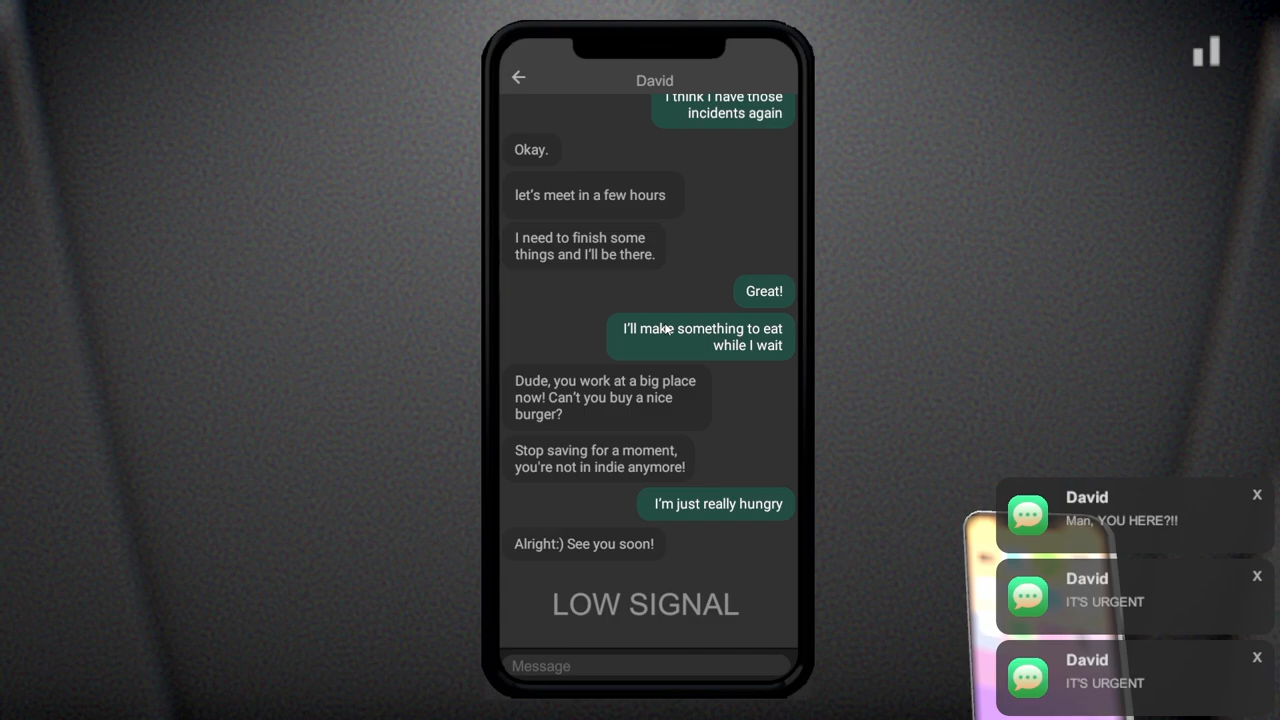 David
I think I have those
incidents again
Okay.
let's meet in a few hours
I need to finish some
things and I'll be there.
Great!
I'll make something to eat
while I wait
Dude, you work at a big place
now! Can't you buy a nice
burger?
Stop saving for a moment,
you're not in indie anymore!
I'm just really hungry
Alright:) See you soon!
LOW SIGNAL
Message
David
X
Man, YOU HERE?!!
David
X
IT'S URGENT
David
X
IT'S URGENT